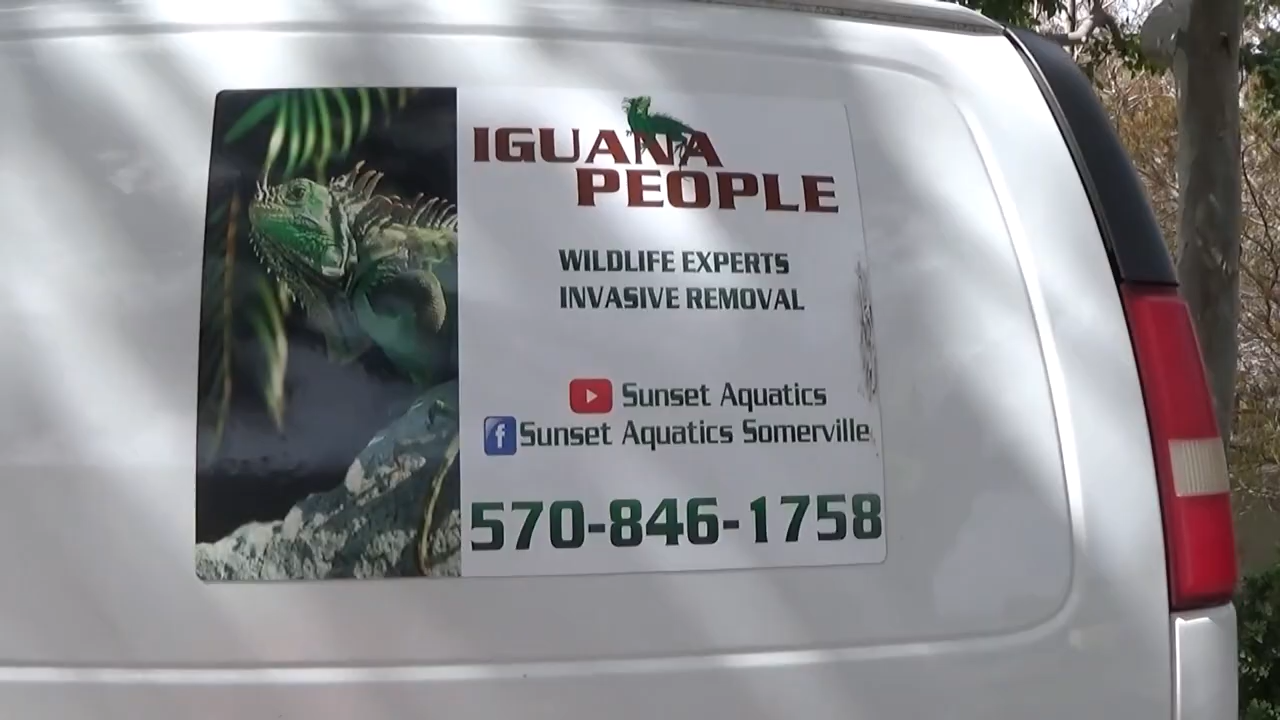 IGUANA
PEOPLE
WILDLIFE EXPERTS
INVASIVE REMOVAL
Sunset Aquatics
f Sunset Aquatics Somerville
570-846-1758